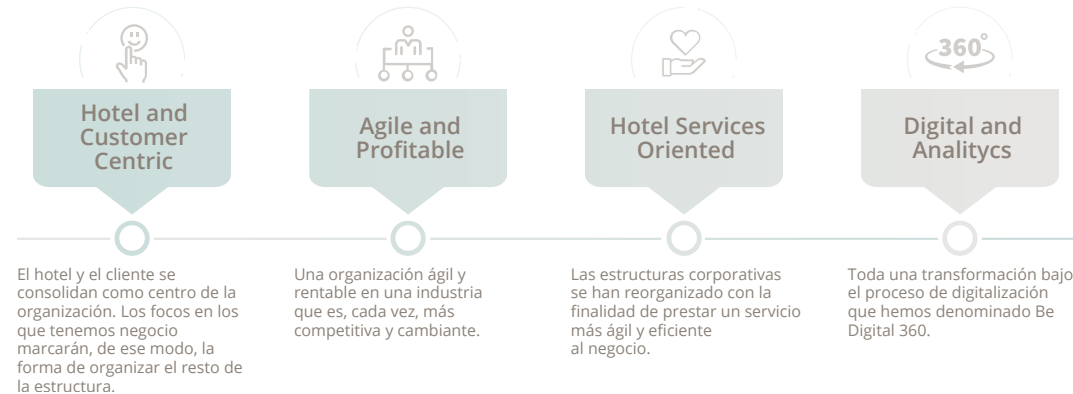 360°
Hotel and
Customer
Centric
Agile and
Profitable
Hotel Services
Oriented
Digital and
Analitycs
El hotel y el cliente se
consolidan como centro de la
organización. Los focos en los
que tenemos negocio
marcarán, de ese modo, la
forma de organizar el resto de
la estructura.
Una organización ágil y
rentable en una industria
que es, cada vez, más
competitiva y cambiante.
Las estructuras corporativas
se han reorganizado con la
finalidad de prestar un servicio
más ágil y eficiente
al negocio.
Toda una transformación bajo
el proceso de digitalización
que hemos denominado Be
Digital 360.